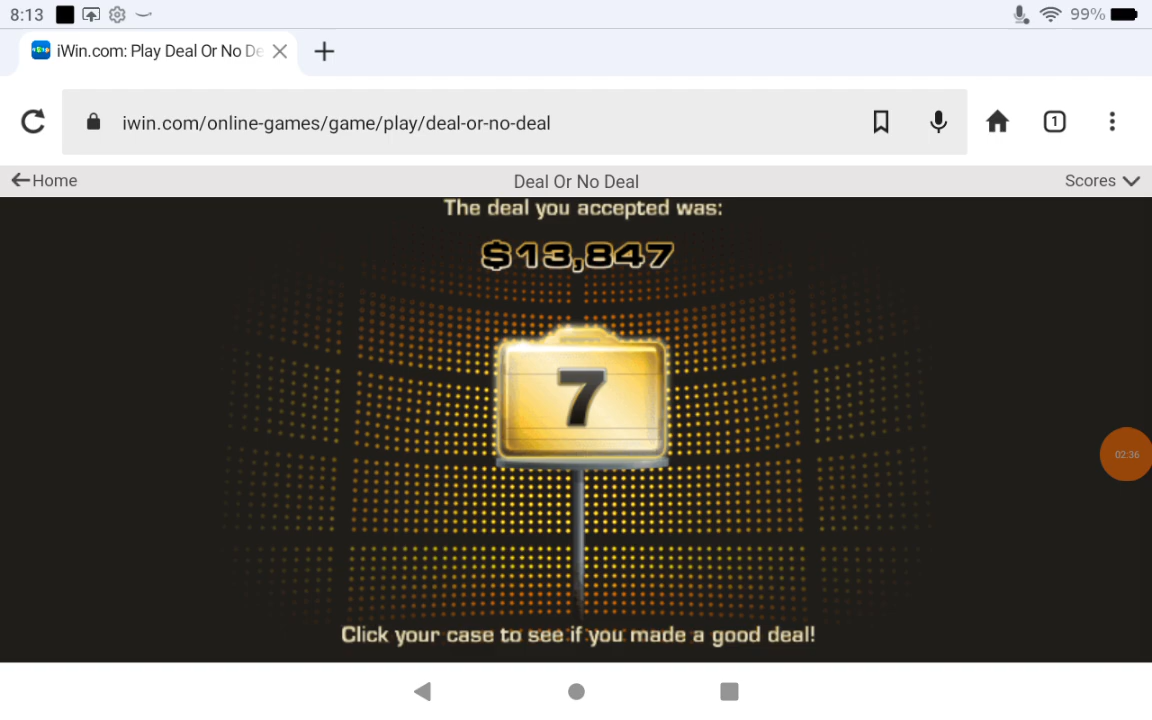 8:13
99%
iWin.com: Play Deal Or No De
iwin.com/online-games/game/play/deal-or-no-deal
1
Home
Deal Or No Deal
Scores
The deal you accepted was:
$13,847
7
02:36
Click your case to see if you made a good deal!